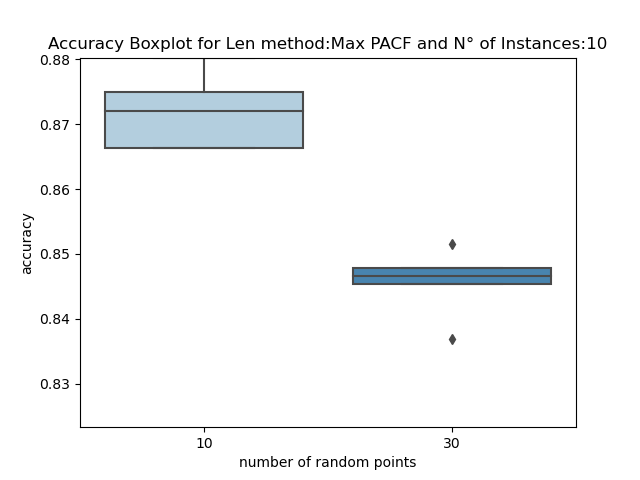 Accuracy Boxplot for Len method:Max PACF and N° of Instances:10
0.88
0.87
0.86
0.85
0.84
0.83
accuracy
10 30
number of random points